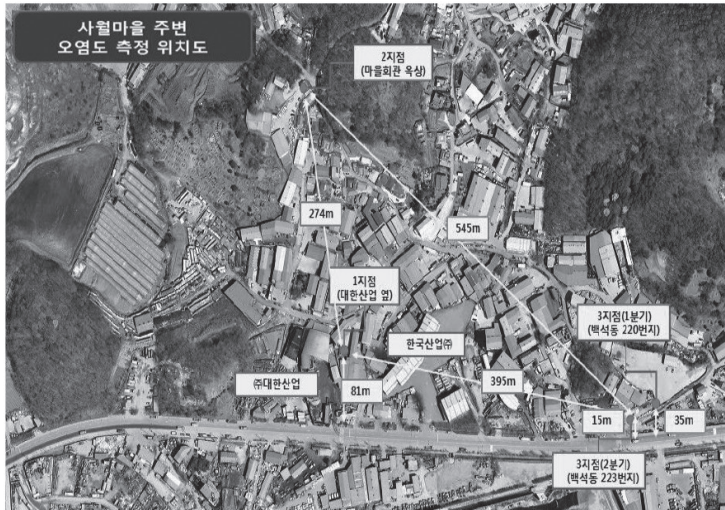 사월마을 주변
오염도 측정 위치도
2지점
(마을회관 옥상)
274m
545m
1지점
(대한산업 옆)
3지점(1분기)
(백석동 220번지)
한국산업㈜
㈜대한산업
81m
395m
15m
35m
3지점(2분기)
(백석동 223번지)